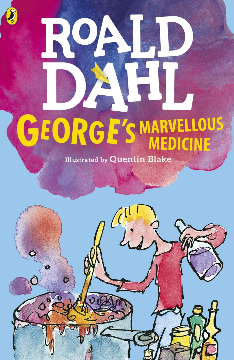 ROALD
DAHL
GEORGE'S MARVELLOUS
MEDICINE
Illustrated by Quentin Blake